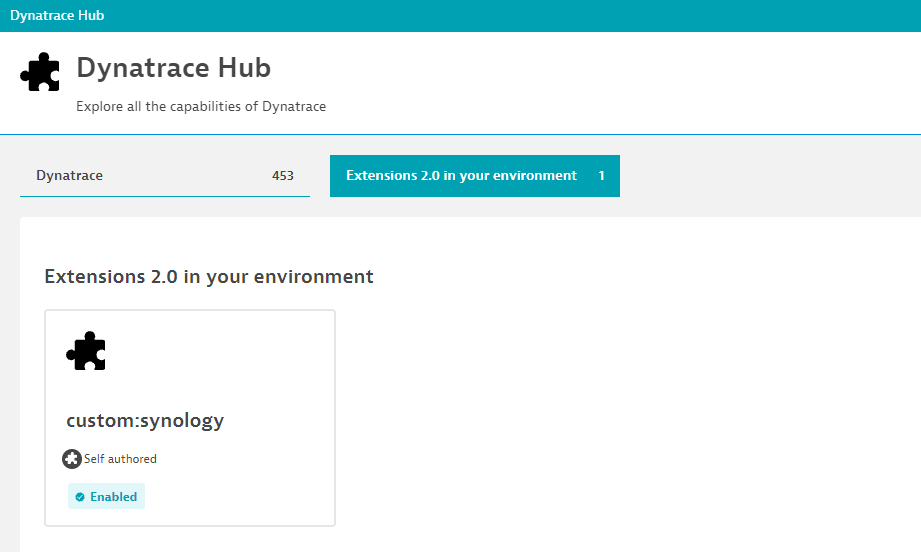 Dynatrace Hub
Dynatrace Hub
Explore all the capabilities of Dynatrace
Dynatrace 453
Extensions 2.0 in your environment 1
Extensions 2.0 in your environment
custom:synology
Self authored
Enabled